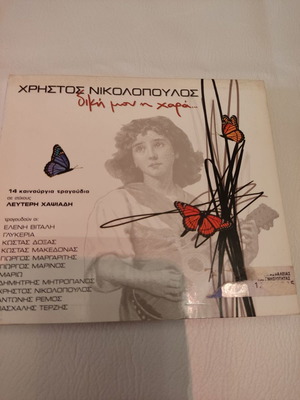 ΧΡΗΣΤΟΣ ΝΙΚΟΛΟΠΟΥΛΟΣ
δική μου η χαρά...
14 καινούργια τραγούδια
σε στίχους
ΛΕΥΤΕΡΗ ΧΑΨΙΑΔΗ
τραγουδούν οι
ΕΛΕΝΗ ΒΙΤΑΛΗ
ΓΛΥΚΕΡΙΑ
ΚΩΣΤΑΣ ΔΟΞΑΣ
ΚΩΣΤΑΣ ΜΑΚΕΔΟΝΑΣ
ΓΙΩΡΓΟΣ ΜΑΡΓΑΡΙΤΗΣ
ΓΙΩΡΓΟΣ ΜΑΡΙΝΟΣ
ΜΑΡΙΩ
ΔΗΜΗΤΡΗΣ ΜΗΤΡΟΠΑΝΟΣ
ΧΡΗΣΤΟΣ ΝΙΚΟΛΟΠΟΥΛΟΣ
ΑΝΤΩΝΗΣ ΡΕΜΟΣ
ΠΑΣΧΑΛΗΣ ΤΕΡΖΗΣ